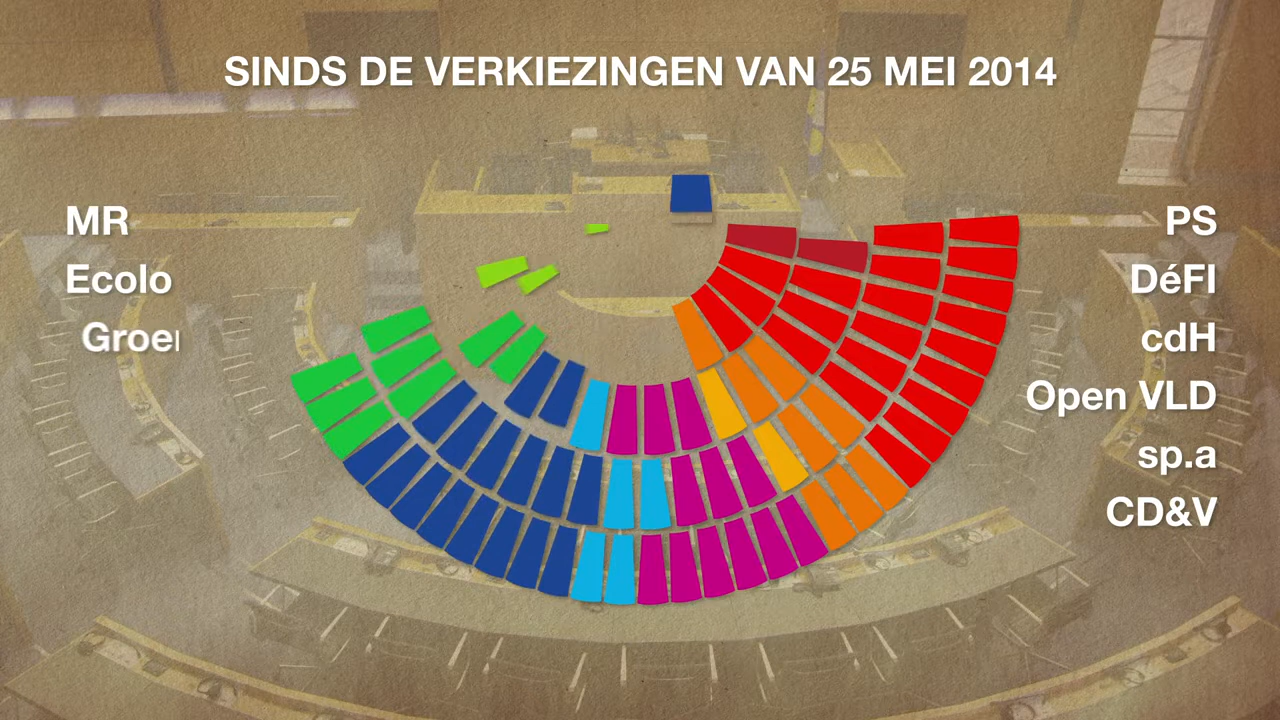 SINDS DE VERKIEZINGEN VAN 25 MEI 2014
MR
Ecolo
PS
DéFI
cdH
Open VLD
sp.a
CD&V